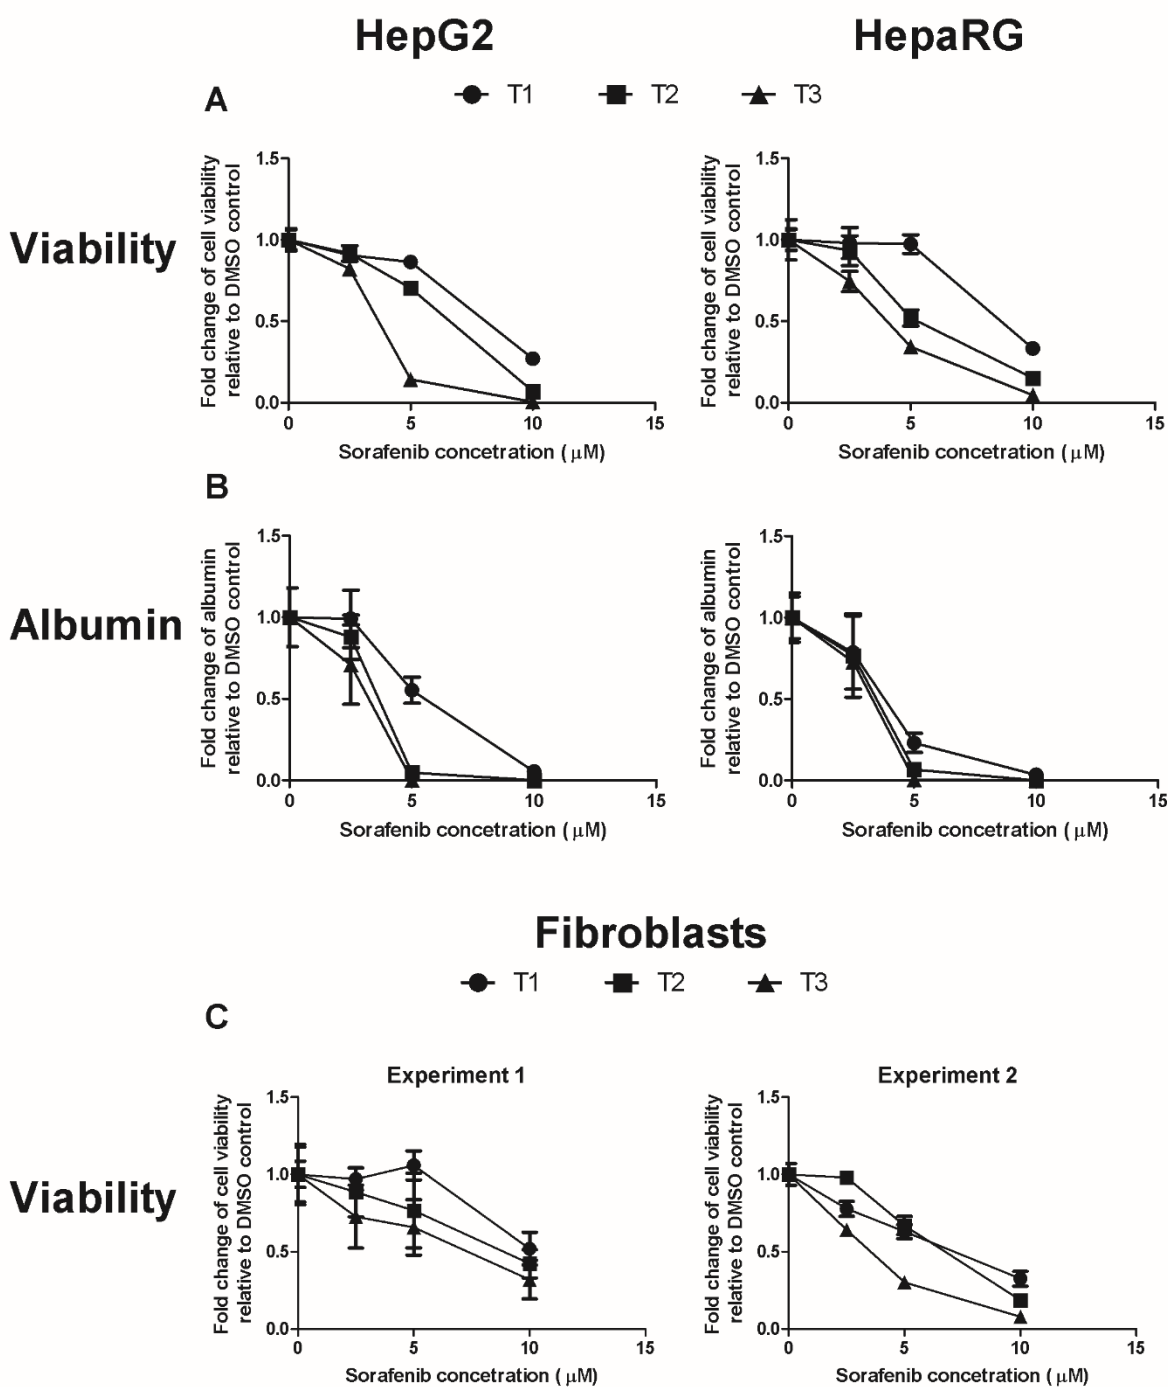 HepG2
HepaRG
T1
T2
T3
A
Viability
Fold change of cell viability
relative to DMSO control
1.5
1.0
0.5
0.0
0
5
10
15
Sorafenib concetration ( μM)
Fold change of cell viability
relative to DMSO control
1.5
1.0
0.5
0.0
0
5
10
15
Sorafenib concetration ( μM)
B
Albumin
Fold change of albumin
relative to DMSO control
1.5
1.0
0.5
0.0
0
5
10
15
Sorafenib concetration ( μM)
Fold change of albumin
relative to DMSO control
1.5
1.0
0.5
0.0
0
5
10
15
Sorafenib concetration ( μM)
Fibroblasts
T1
T2
T3
C
Viability
Experiment 1
Fold change of cell viability
relative to DMSO control
1.5
1.0
0.5
0.0
0
5
10
15
Sorafenib concetration ( μM)
Experiment 2
Fold change of cell viability
relative to DMSO control
1.5
1.0
0.5
0.0
0
5
10
15
Sorafenib concetration ( μM)